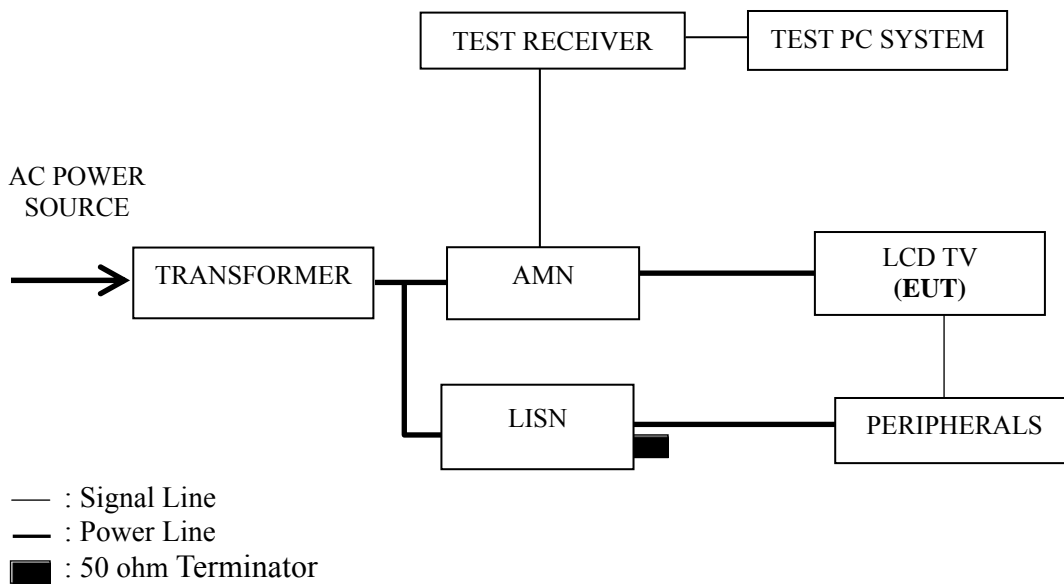 TEST RECEIVER
TEST PC SYSTEM
AC POWER
SOURCE
TRANSFORMER
AMN
LCD TV
(EUT)
LISN
PERIPHERALS
: Signal Line
: Power Line
: 50 ohm Terminator